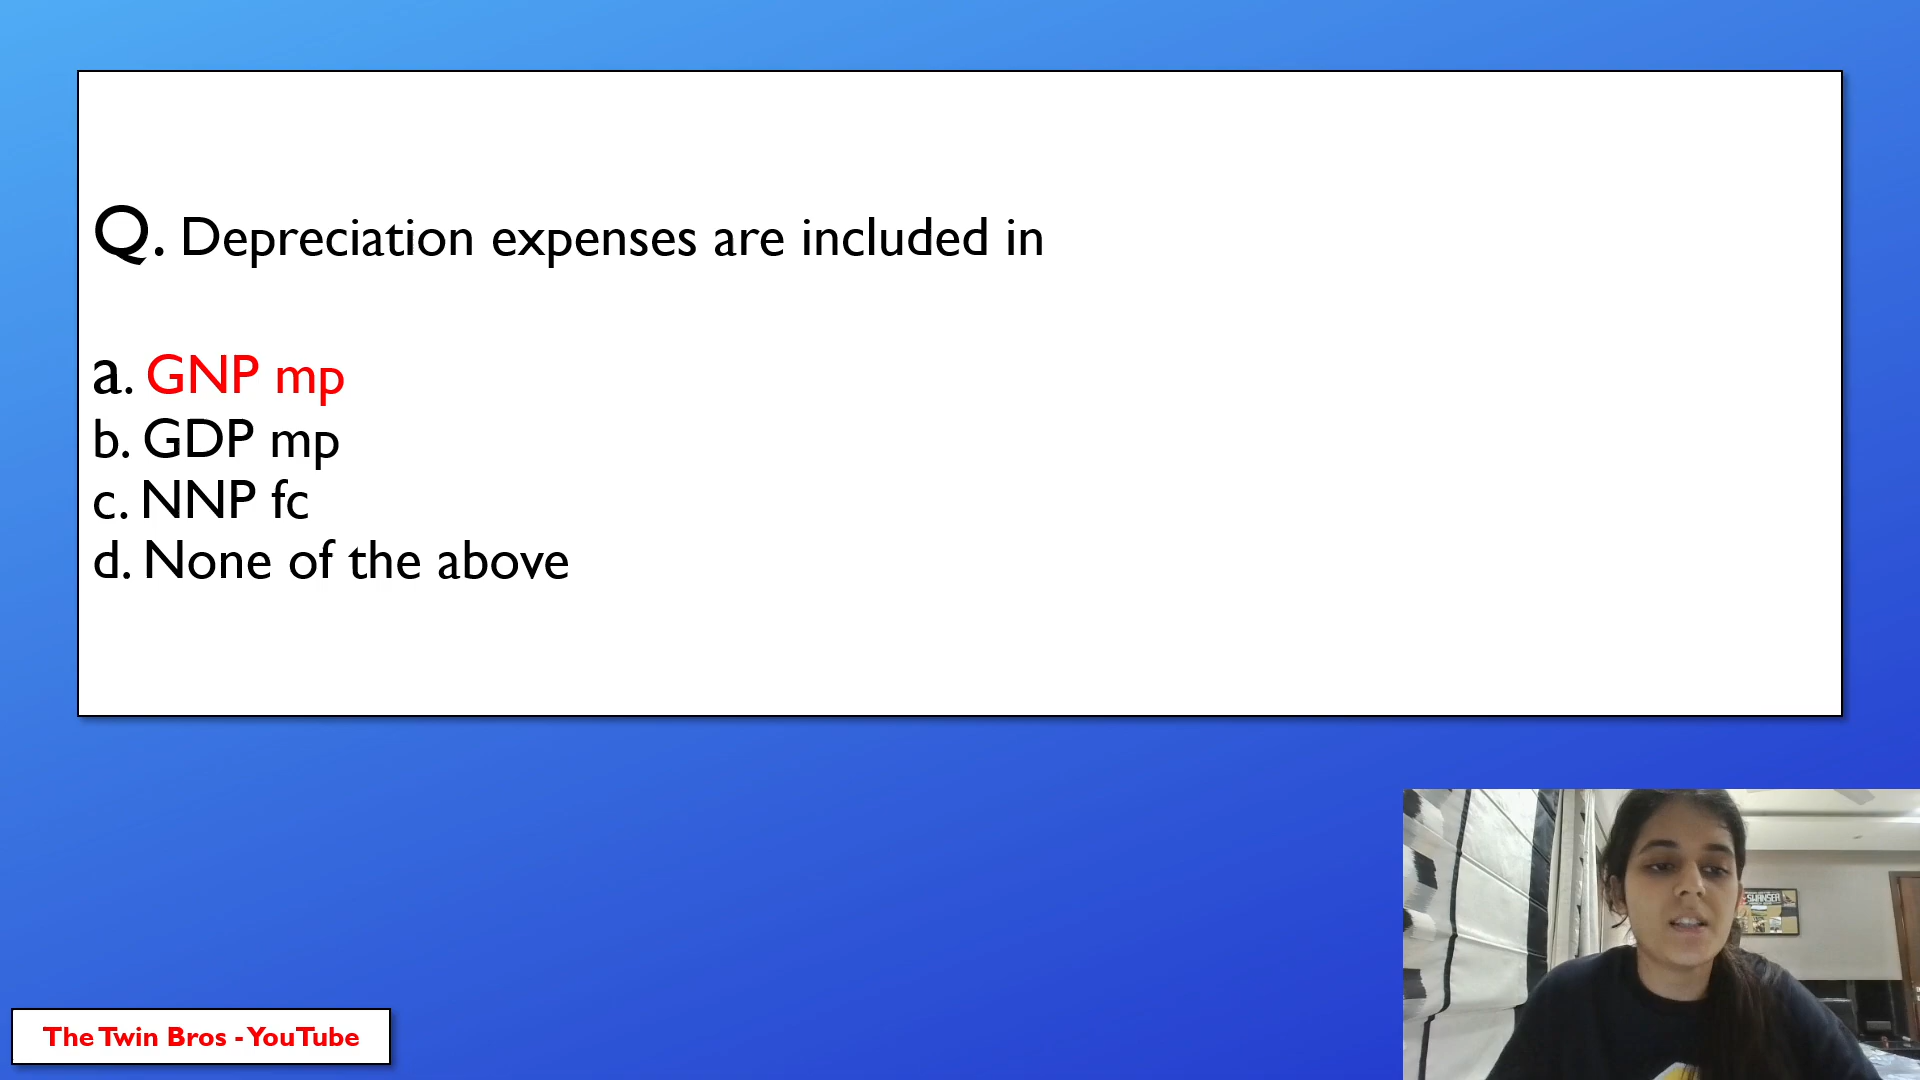 Q. Depreciation expenses are included in
a. GNP mp
b. GDP mp
c. NNP fc
d. None of the above
SWANSEA
The Twin Bros - YouTube